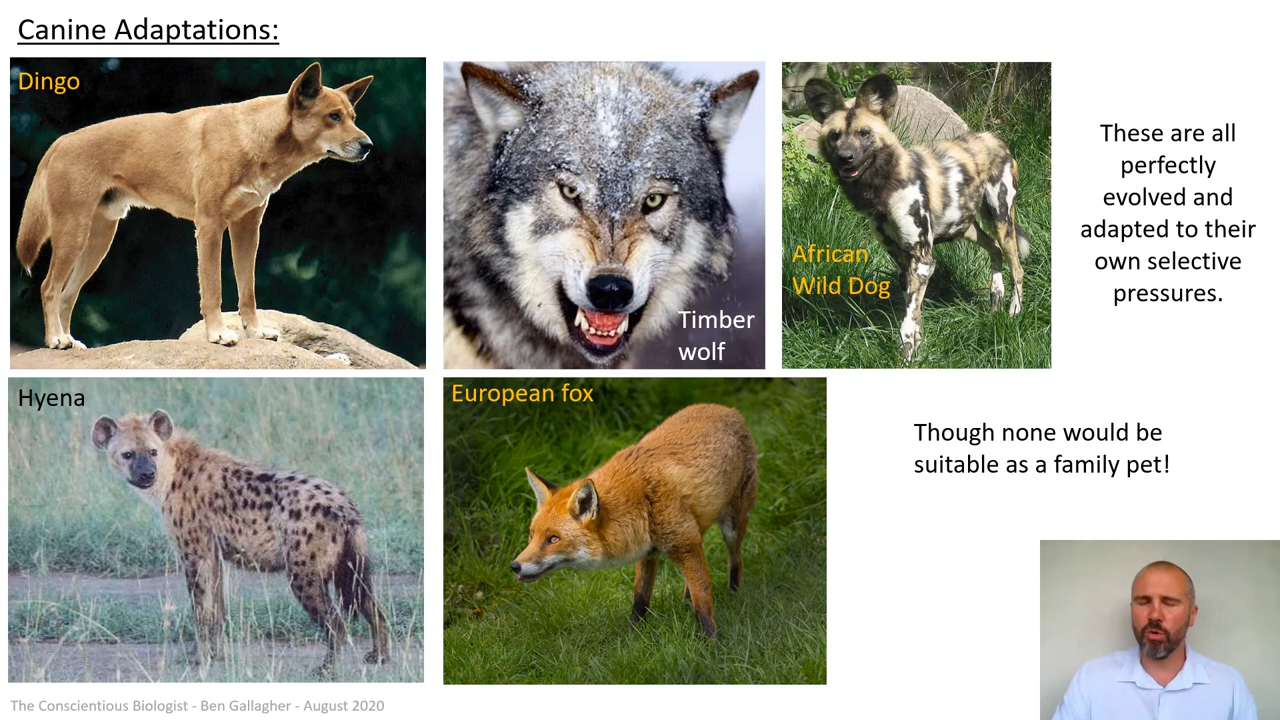 Canine Adaptations:
Dingo
Timber
wolf
African
Wild Dog
These are all
perfectly
evolved and
adapted to their
own selective
pressures.
Hyena
European fox
Though none would be
suitable as a family pet!
The Conscientious Biologist - Ben Gallagher - August 2020